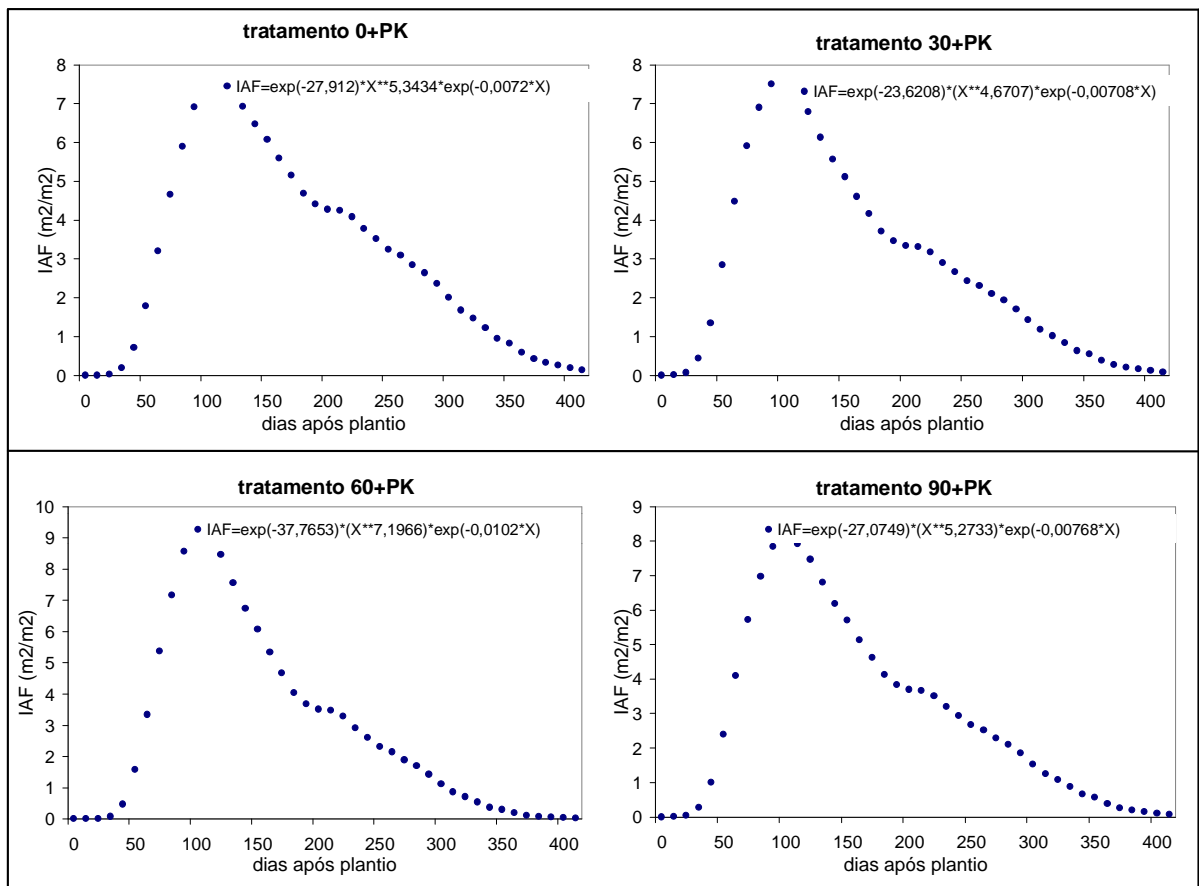 tratamento 0+PK
IAF=exp(-27,912)*X**5,3434*exp(-0,0072*X)
IAF (m2/m2)
8
7
6
5
4
3
2
1
0
0 50 100 150 200 250 300 350 400
dias após plantio
tratamento 30+PK
IAF=exp(-23,6208)*(X**4,6707)*exp(-0,00708*X)
IAF (m2/m2)
8
7
6
5
4
3
2
1
0
0 50 100 150 200 250 300 350 400
dias após plantio
tratamento 60+PK
IAF=exp(-37,7653)*(X**7,1966)*exp(-0,0102*X)
IAF (m2/m2)
10
9
8
7
6
5
4
3
2
1
0
0 50 100 150 200 250 300 350 400
dias após plantio
tratamento 90+PK
IAF=exp(-27,0749)*(X**5,2733)*exp(-0,00768*X)
IAF (m2/m2)
9
8
7
6
5
4
3
2
1
0
0 50 100 150 200 250 300 350 400
dias após plantio